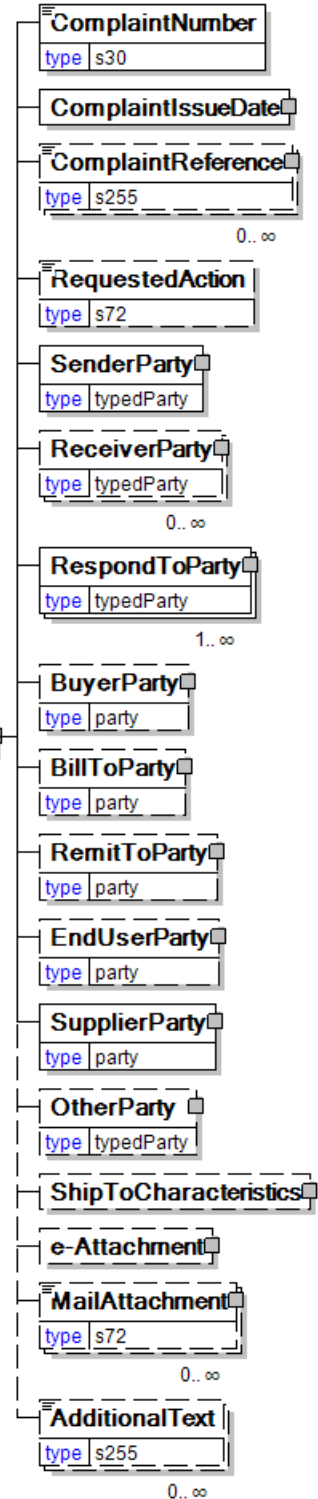 ComplaintNumber
type s30
ComplaintIssueDate
ComplaintReference
type s255
0.. ∞
RequestedAction
type s72
SenderParty
type typedParty
ReceiverParty
type typedParty
0.. ∞
RespondToParty
type typedParty
1.. ∞
BuyerParty
type party
BillToParty
type party
RemitToParty
type party
EndUserParty
type party
SupplierParty
type party
OtherParty
type typedParty
ShipToCharacteristics
e-Attachment
MailAttachment
type s72
0.. ∞
AdditionalText
type s255
0.. ∞